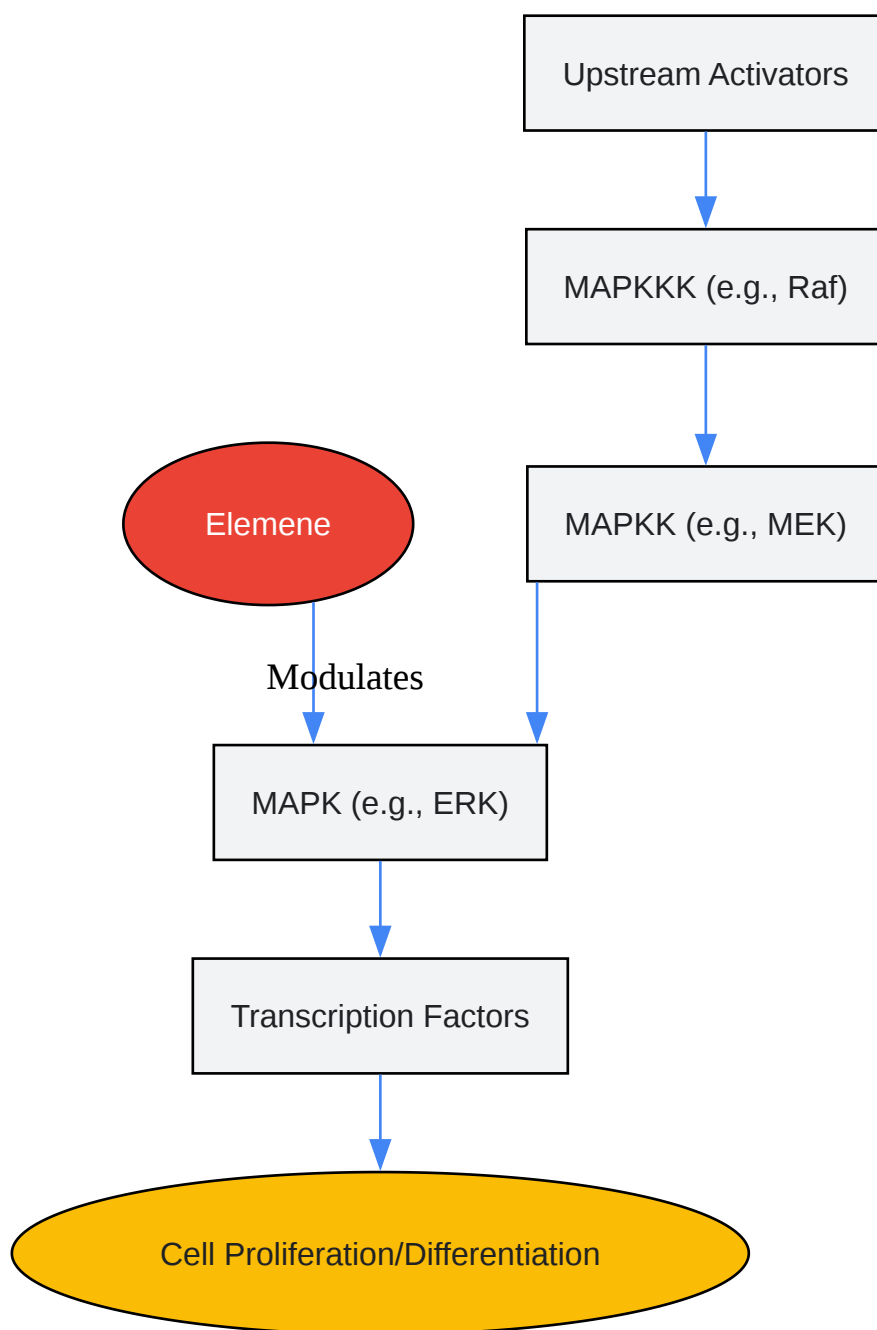 Upstream Activators
MAPKKK (e.g., Raf)
Elemene
MAPKK (e.g., MEK)
Modulates
MAPK (e.g., ERK)
Transcription Factors
Cell Proliferation/Differentiation